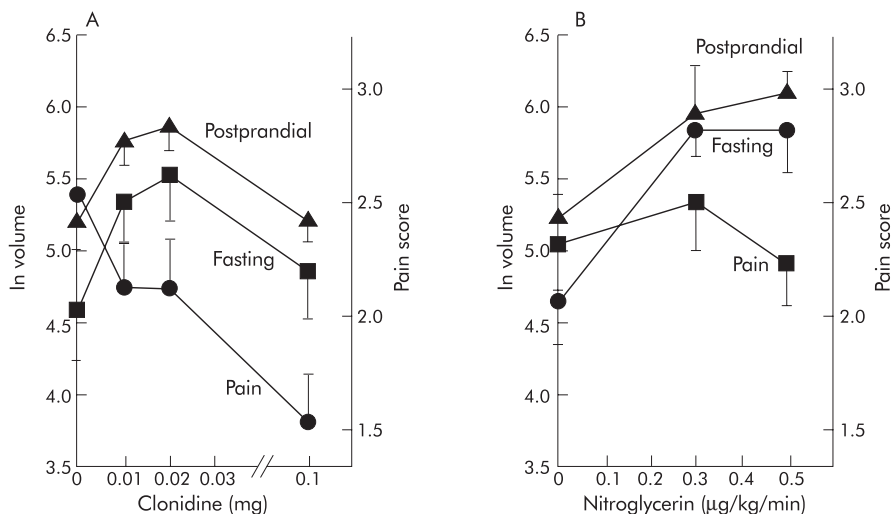 A
6.5
6.0
5.5
5.0
4.5
4.0
3.5
ln volume
3.0
2.5
2.0
1.5
Pain score
Postprandial
Fasting
Pain
0
0.01
0.02
0.03
0.1
Clonidine (mg)
B
6.5
6.0
5.5
5.0
4.5
4.0
3.5
ln volume
3.0
2.5
2.0
1.5
Pain score
Postprandial
Fasting
Pain
0
0.1
0.2
0.3
0.4
0.5
Nitroglycerin (µg/kg/min)